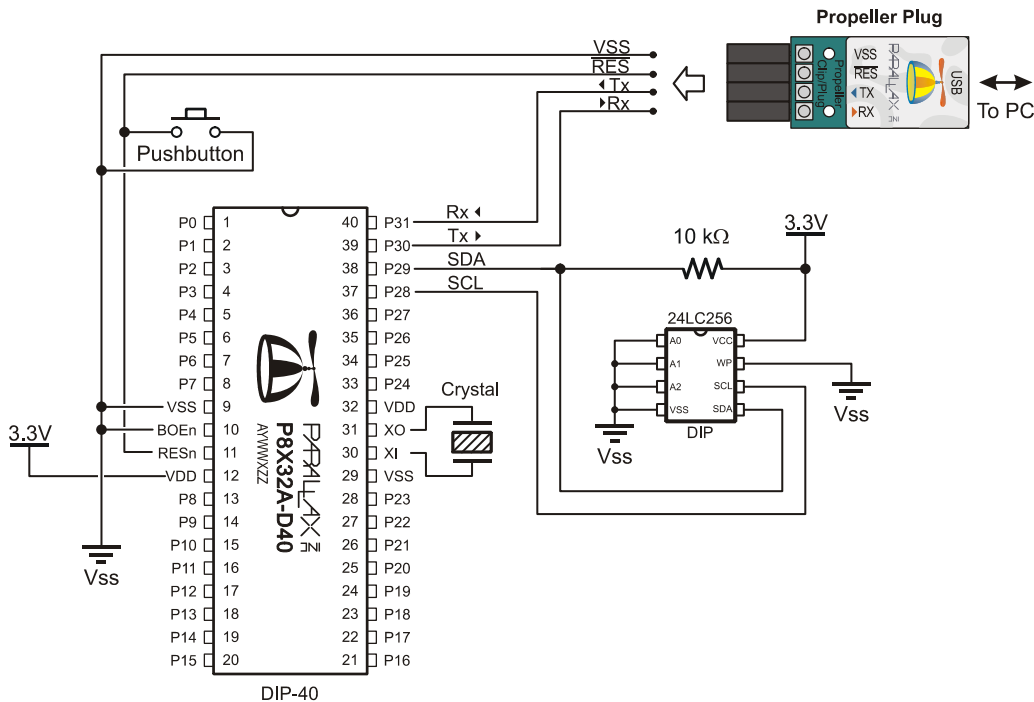 Propeller Plug
VSS
RES
Tx
Rx
Propeller
Clip/Plug
VSS
RES
TX
RX
PARALLAX INC
USB
To PC
Pushbutton
P0 1 40 P31 Rx
P1 2 39 P30 Tx
P2 3 38 P29 SDA
P3 4 37 P28 SCL
P4 5 36 P27
P5 6 35 P26
P6 7 34 P25
P7 8 33 P24
VSS 9 32 VDD
BOEn 10 31 XO
RESn 11 30 XI
VDD 12 29 VSS
P8 13 28 P23
P9 14 27 P22
P10 15 26 P21
P11 16 25 P20
P12 17 24 P19
P13 18 23 P18
P14 19 22 P17
P15 20 21 P16
PARALLAX INC
P8X32A-D40
AYWWXZZ
DIP-40
3.3V
Vss
Crystal
10 kΩ
3.3V
24LC256
A0 VCC
A1 WP
A2 SCL
VSS SDA
DIP
Vss
Vss